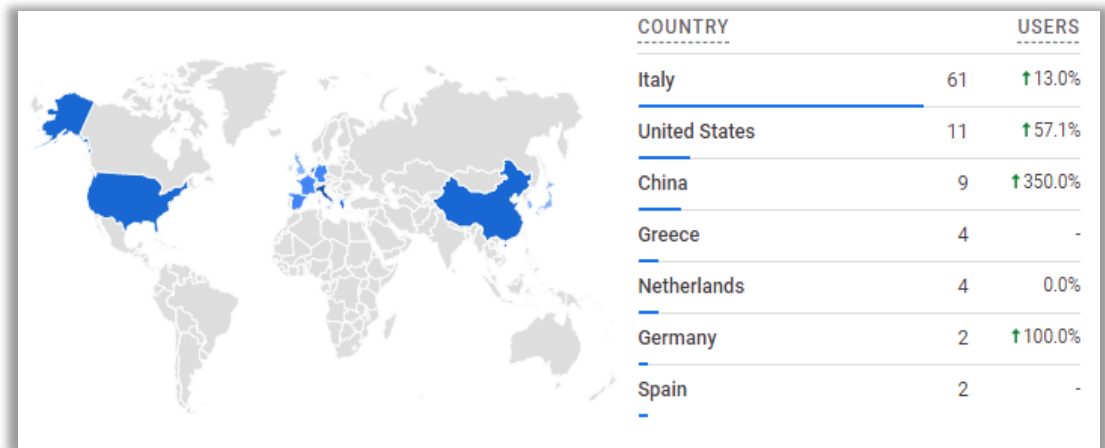 COUNTRY USERS
Italy 61 ↑13.0%
United States 11 ↑57.1%
China 9 ↑350.0%
Greece 4 -
Netherlands 4 0.0%
Germany 2 ↑100.0%
Spain 2 -